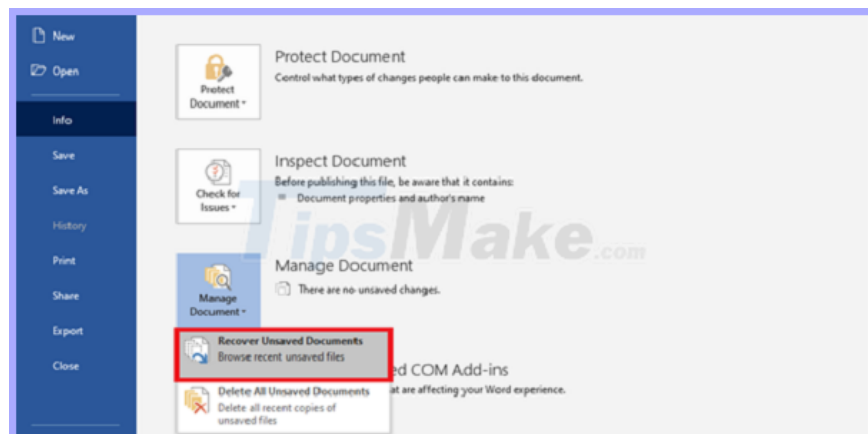 New
Open
Info
Save
Save As
History
Print
Share
Export
Close
Protect Document
Control what types of changes people can make to this document.
Protect
Document
Inspect Document
Before publishing this file, be aware that it contains:
Document properties and author's name
Check for
Issues
TipsMake.com
Manage Document
There are no unsaved changes.
Manage
Document
Recover Unsaved Documents
Browse recent unsaved files
ed COM Add-ins
at are affecting your Word experience.
Delete All Unsaved Documents
Delete all recent copies of
unsaved files